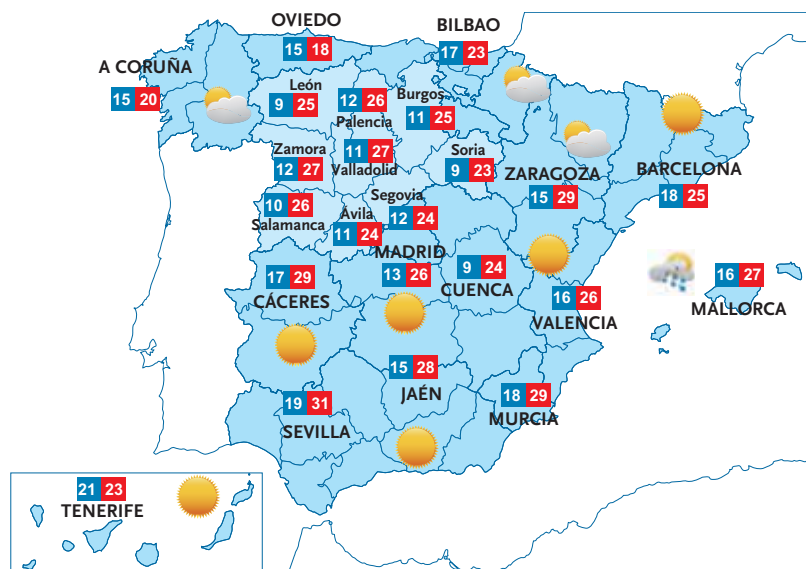 OVIEDO
15 18
BILBAO
17 23
A CORUÑA
15 20
León
9 25
12 26
Palencia
Burgos
11 25
Zamora
12 27
11 27
Valladolid
Soria
9 23
ZARAGOZA
15 29
BARCELONA
18 25
10 26
Salamanca
Ávila
11 24
Segovia
12 24
MADRID
13 26
9 24
CUENCA
17 29
CÁCERES
16 26
VALENCIA
16 27
MALLORCA
15 28
JAÉN
19 31
SEVILLA
18 29
MURCIA
21 23
TENERIFE